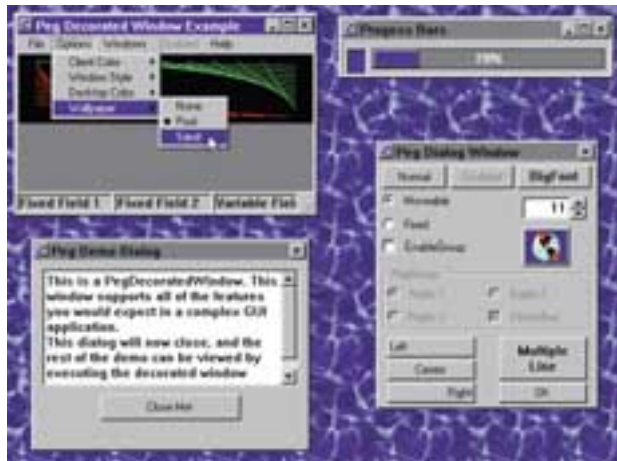 Peg Decorated Window Example
File Options Windows Help
Client Color
Window Style
Desktop Color
Wallpaper
None
Pool
Fixed Field 1 Fixed Field 2 Variable Fiel
Progress Bars
Peg Dialog Window
Normal BigFont
Moveable
11
Fixed
EnableGroup
Left
Center
Right
Multiple
Line
OK
Peg Demo Dialog
This is a PegDecoratedWindow. This
window supports all of the features
you would expect in a complex GUI
application.
This dialog will now close, and the
rest of the demo can be viewed by
executing the decorated window
Close Me!